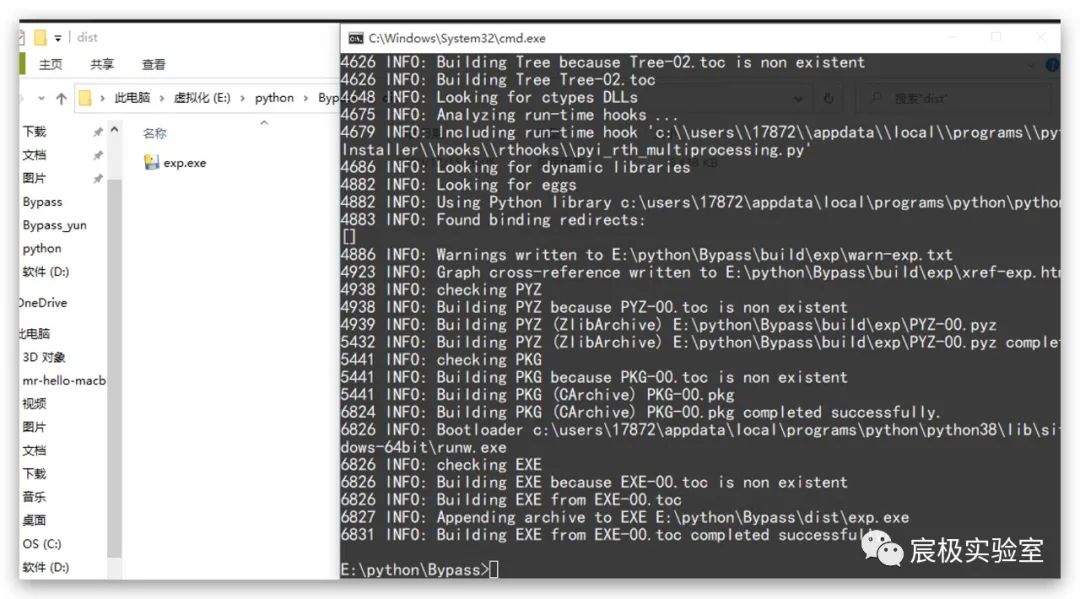 dist
主页 共享 查看
此电脑 虚拟化 (E:) python Byp
搜索"dist"
名称
exp.exe
下载
文档
图片
Bypass
Bypass_yun
python
软件 (D:)
OneDrive
此电脑
3D 对象
mr-hello-macb
视频
图片
文档
下载
音乐
桌面
OS (C:)
软件 (D:)
C:\Windows\System32\cmd.exe
4626 INFO: Building Tree because Tree-02.toc is non existent
4626 INFO: Building Tree Tree-02.toc
4648 INFO: Looking for ctypes DLLs
4675 INFO: Analyzing run-time hooks ...
4679 INFO: Including run-time hook 'c:\\users\\17872\\appdata\\local\\programs\\py
Installer\\hooks\\rthooks\\pyi_rth_multiprocessing.py'
4686 INFO: Looking for dynamic libraries
4882 INFO: Looking for eggs
4882 INFO: Using Python library c:\users\17872\appdata\local\programs\python\python
4883 INFO: Found binding redirects:
[]
4886 INFO: Warnings written to E:\python\Bypass\build\exp\warn-exp.txt
4923 INFO: Graph cross-reference written to E:\python\Bypass\build\exp\xref-exp.htm
4938 INFO: checking PYZ
4938 INFO: Building PYZ because PYZ-00.toc is non existent
4939 INFO: Building PYZ (ZlibArchive) E:\python\Bypass\build\exp\PYZ-00.pyz
5432 INFO: Building PYZ (ZlibArchive) E:\python\Bypass\build\exp\PYZ-00.pyz complet
5441 INFO: checking PKG
5441 INFO: Building PKG because PKG-00.toc is non existent
5441 INFO: Building PKG (CArchive) PKG-00.pkg
6824 INFO: Building PKG (CArchive) PKG-00.pkg completed successfully.
6826 INFO: Bootloader c:\users\17872\appdata\local\programs\python\python38\lib\sit
dows-64bit\runw.exe
6826 INFO: checking EXE
6826 INFO: Building EXE because EXE-00.toc is non existent
6826 INFO: Building EXE from EXE-00.toc
6827 INFO: Appending archive to EXE E:\python\Bypass\dist\exp.exe
6831 INFO: Building EXE from EXE-00.toc completed successfull
E:\python\Bypass>
宸极实验室